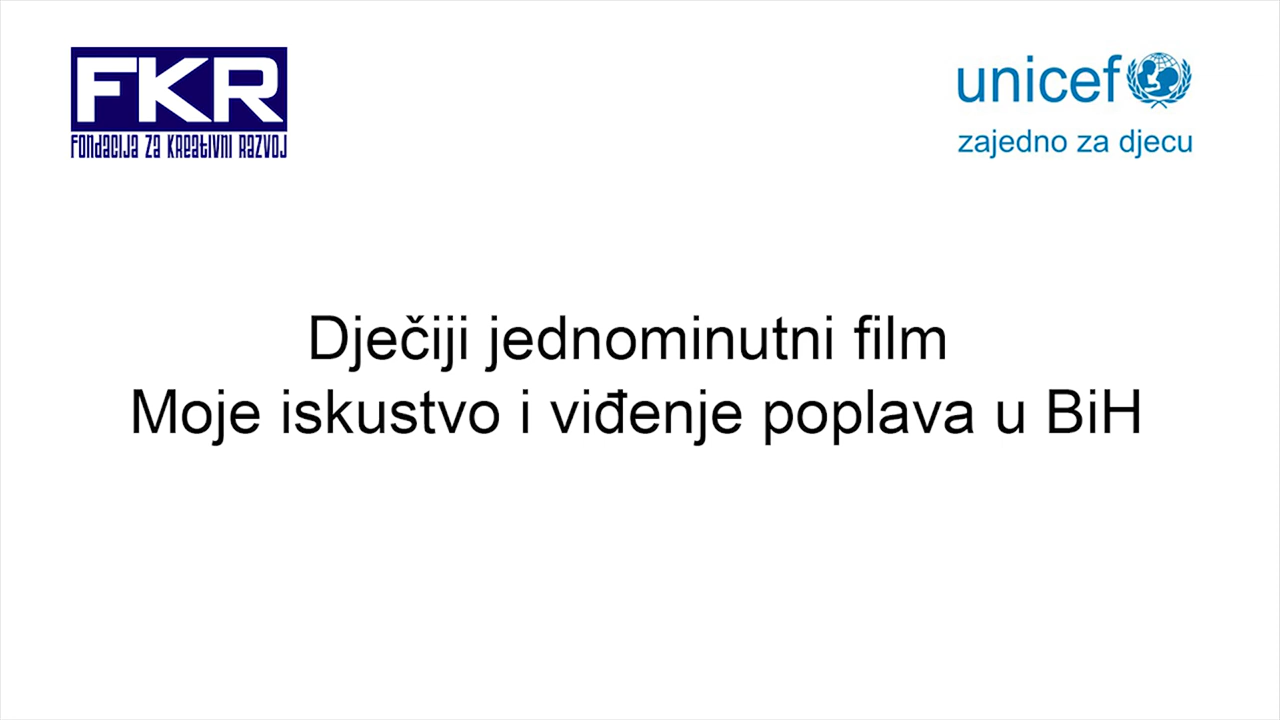 FKR
FONDACIJA ZA KREATIVNI RAZVOJ
unicef
zajedno za djecu
Dječiji jednominutni film
Moje iskustvo i viđenje poplava u BiH